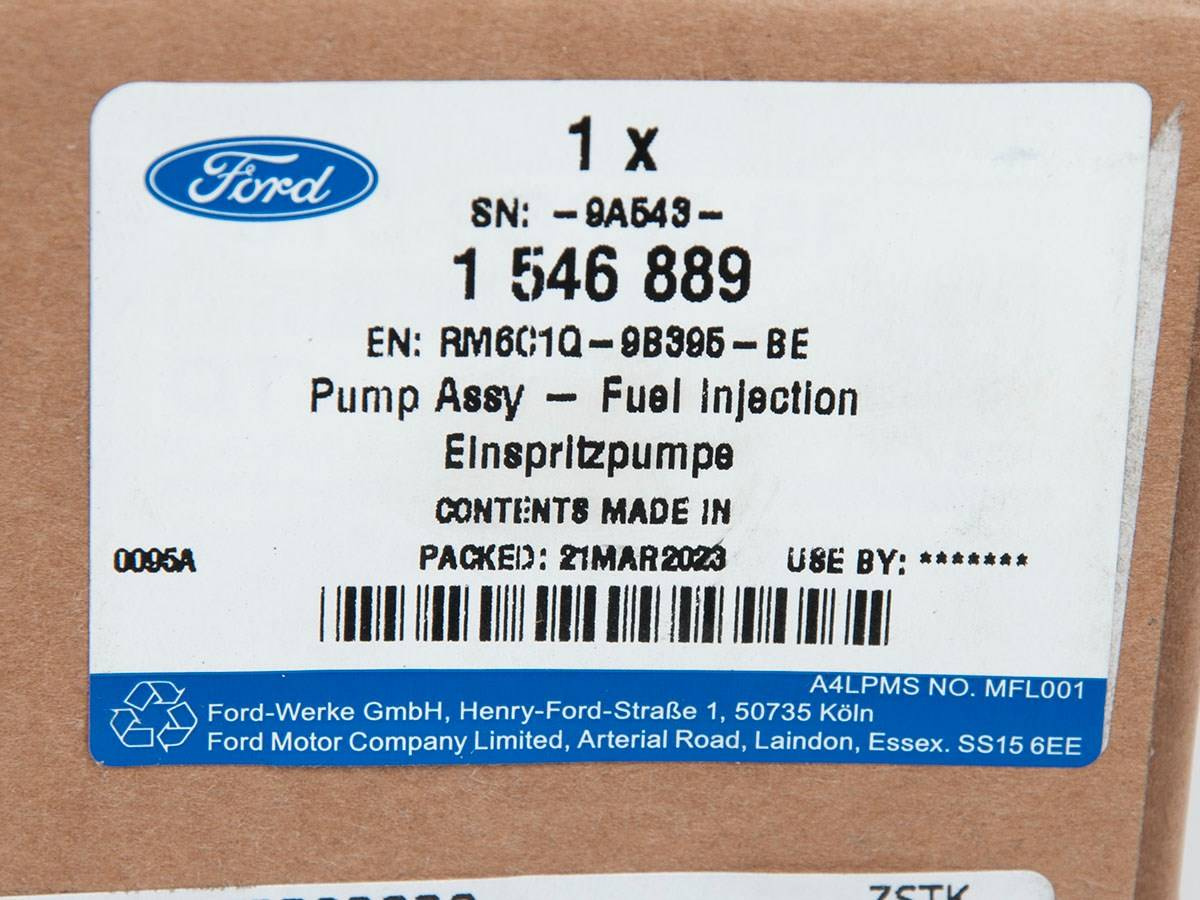 Ford
1 x
SN: -9A543-
1 546 889
EN: RM6C1Q-9B395-BE
Pump Assy - Fuel Injection
Einspritzpumpe
CONTENTS MADE IN
0095A PACKED: 21MAR2023 USE BY: *******
A4LPMS NO. MFL001
Ford-Werke GmbH, Henry-Ford-Straße 1, 50735 Köln
Ford Motor Company Limited, Arterial Road, Laindon, Essex. SS15 6EE
ZSTK